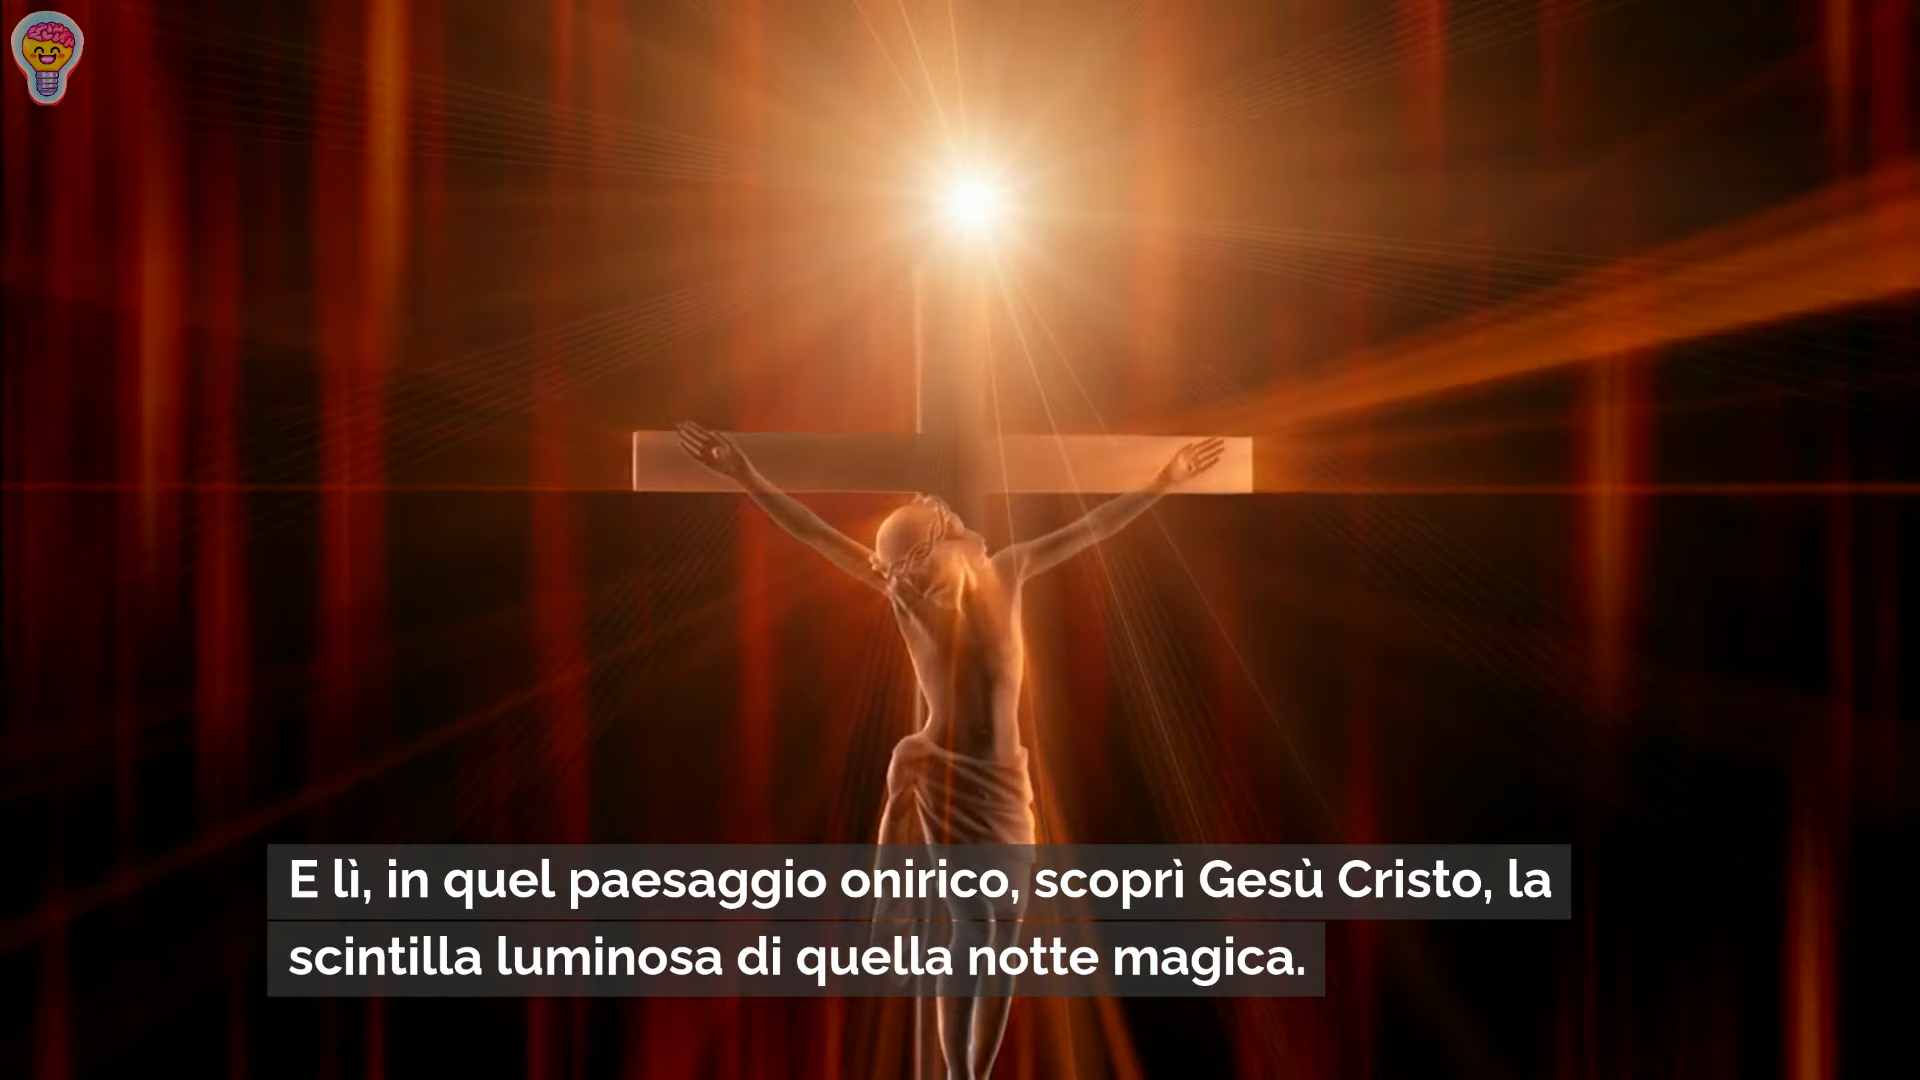 E lì, in quel paesaggio onirico, scoprì Gesù Cristo, la
scintilla luminosa di quella notte magica.